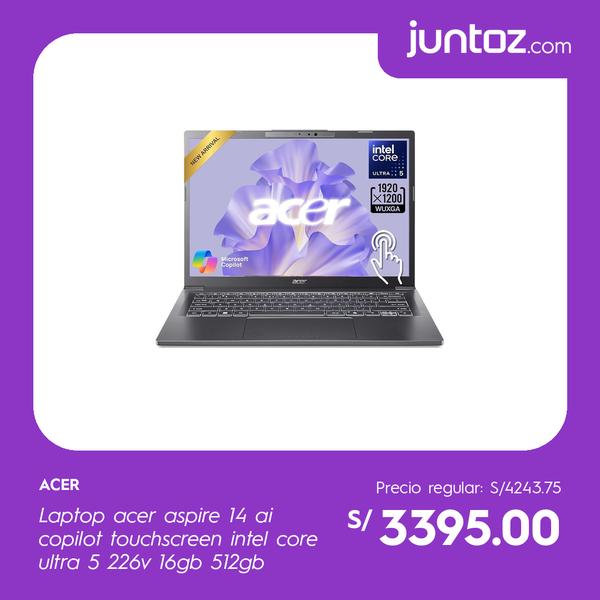 juntoz.com
NEW ARRIVAL
intel
CORE
ULTRA 5
1920
×1200
WUXGA
acer
Microsoft
Copilot
acer
ACER
Laptop acer aspire 14 ai
copilot touchscreen intel core
ultra 5 226v 16gb 512gb
Precio regular: S/4243.75
S/ 3395.00